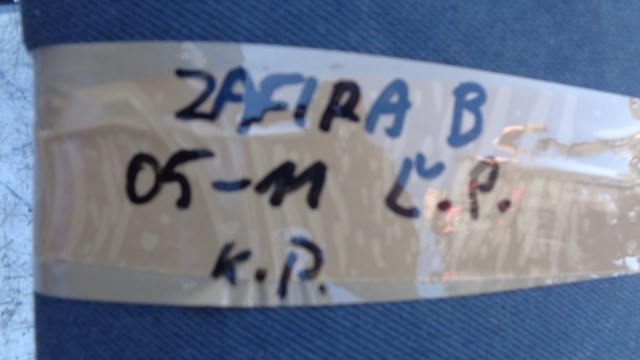 ZAFIRA B
05-11 Ľ.P.
K.P.